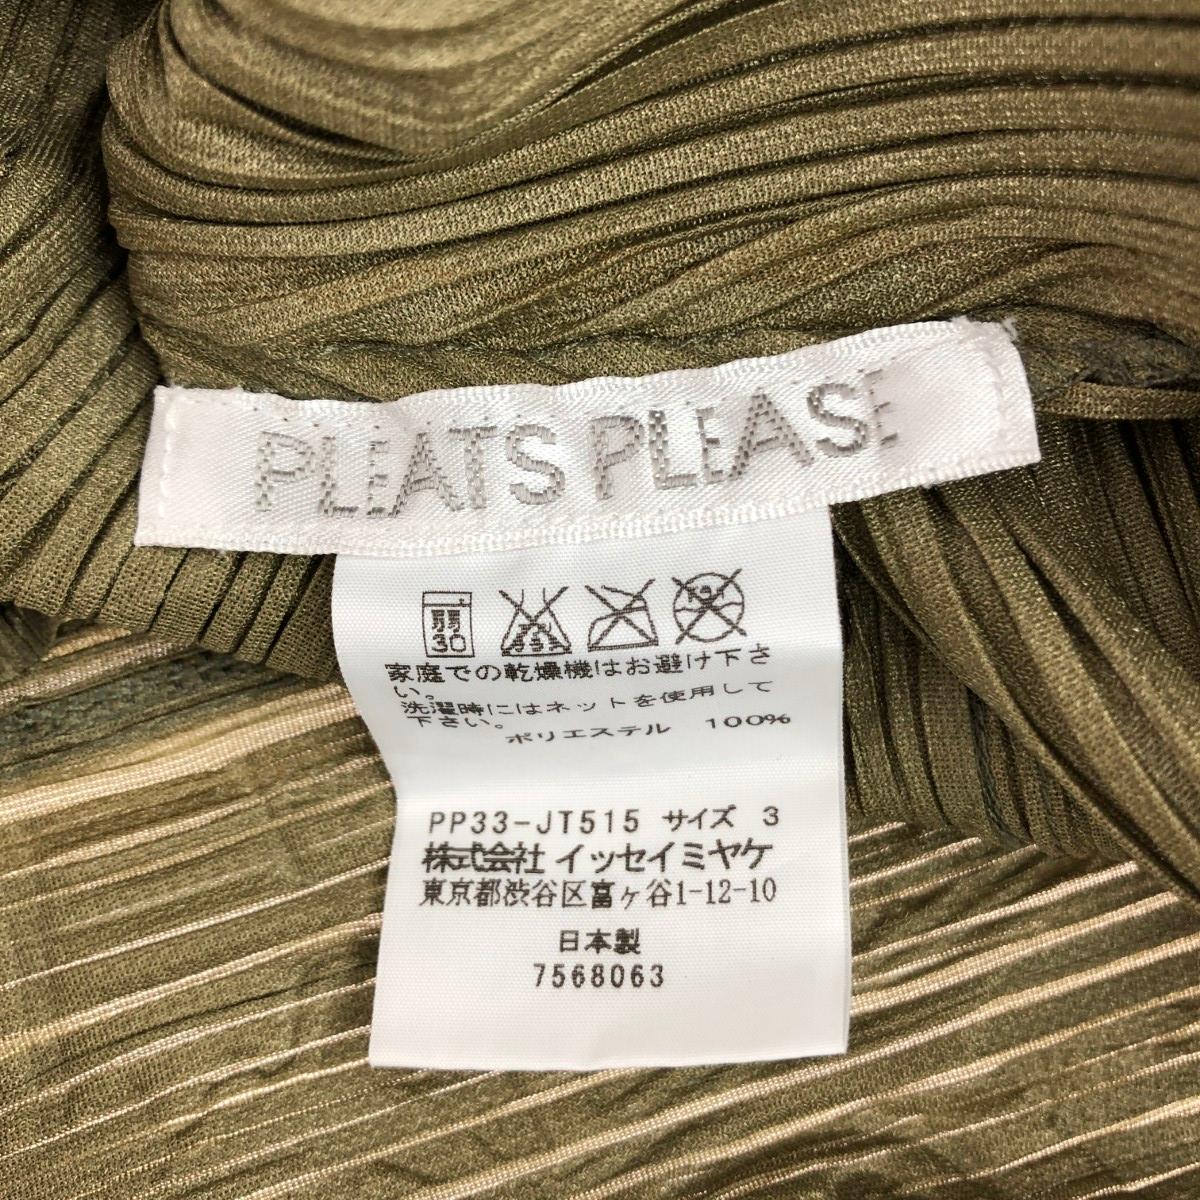 PLEATS PLEASE
弱
30
家庭での乾燥機はお避け下さ
い。
洗濯時にはネットを使用して
下さい。
ポリエステル 100%
PP33-JT515 サイズ 3
株式会社 イッセイミヤケ
東京都渋谷区富ヶ谷1-12-10
日本製
7568063